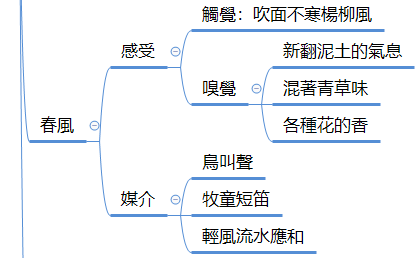 觸覺：吹面不寒楊柳風
感受
新翻泥土的氣息
嗅覺
混著青草味
各種花的香
春風
鳥叫聲
媒介
牧童短笛
輕風流水應和